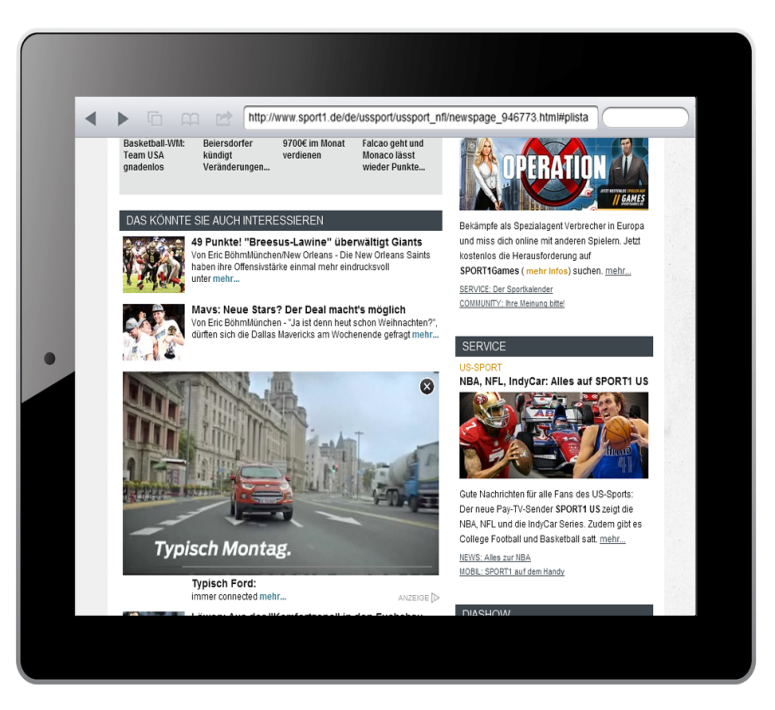 http://www.sport1.de/de/ussport/ussport_nfl/newspage_946773.html#plista
Basketball-WM:
Team USA
gnadenlos
Beiersdorfer
kündigt
Veränderungen...
9700€ im Monat
verdienen
Falcao geht und
Monaco lässt
wieder Punkte...
DAS KÖNNTE SIE AUCH INTERESSIEREN
49 Punkte! "Breesus-Lawine" überwältigt Giants
Von Eric BöhmMünchen/New Orleans - Die New Orleans Saints
haben ihre Offensivstärke einmal mehr eindrucksvoll
unter mehr...
Mavs: Neue Stars? Der Deal macht's möglich
Von Eric BöhmMünchen - "Ja ist denn heut schon Weihnachten?",
dürften sich die Dallas Mavericks am Wochenende gefragt mehr...
Typisch Montag.
Typisch Ford:
immer connected mehr...
ANZEIGE
OPERATION
JETZT KOSTENLOS SPIELEN AUF
// GAMES
Bekämpfe als Spezialagent Verbrecher in Europa
und miss dich online mit anderen Spielern. Jetzt
kostenlos die Herausforderung auf
SPORT1Games ( mehr Infos) suchen. mehr...
SERVICE: Der Sportkalender
COMMUNITY: Ihre Meinung bitte!
SERVICE
US-SPORT
NBA, NFL, IndyCar: Alles auf SPORT1 US
7
41
Gute Nachrichten für alle Fans des US-Sports:
Der neue Pay-TV-Sender SPORT1 US zeigt die
NBA, NFL und die IndyCar Series. Zudem gibt es
College Football und Basketball satt. mehr...
NEWS: Alles zur NBA
MOBIL: SPORT1 auf dem Handy
DIASHOW